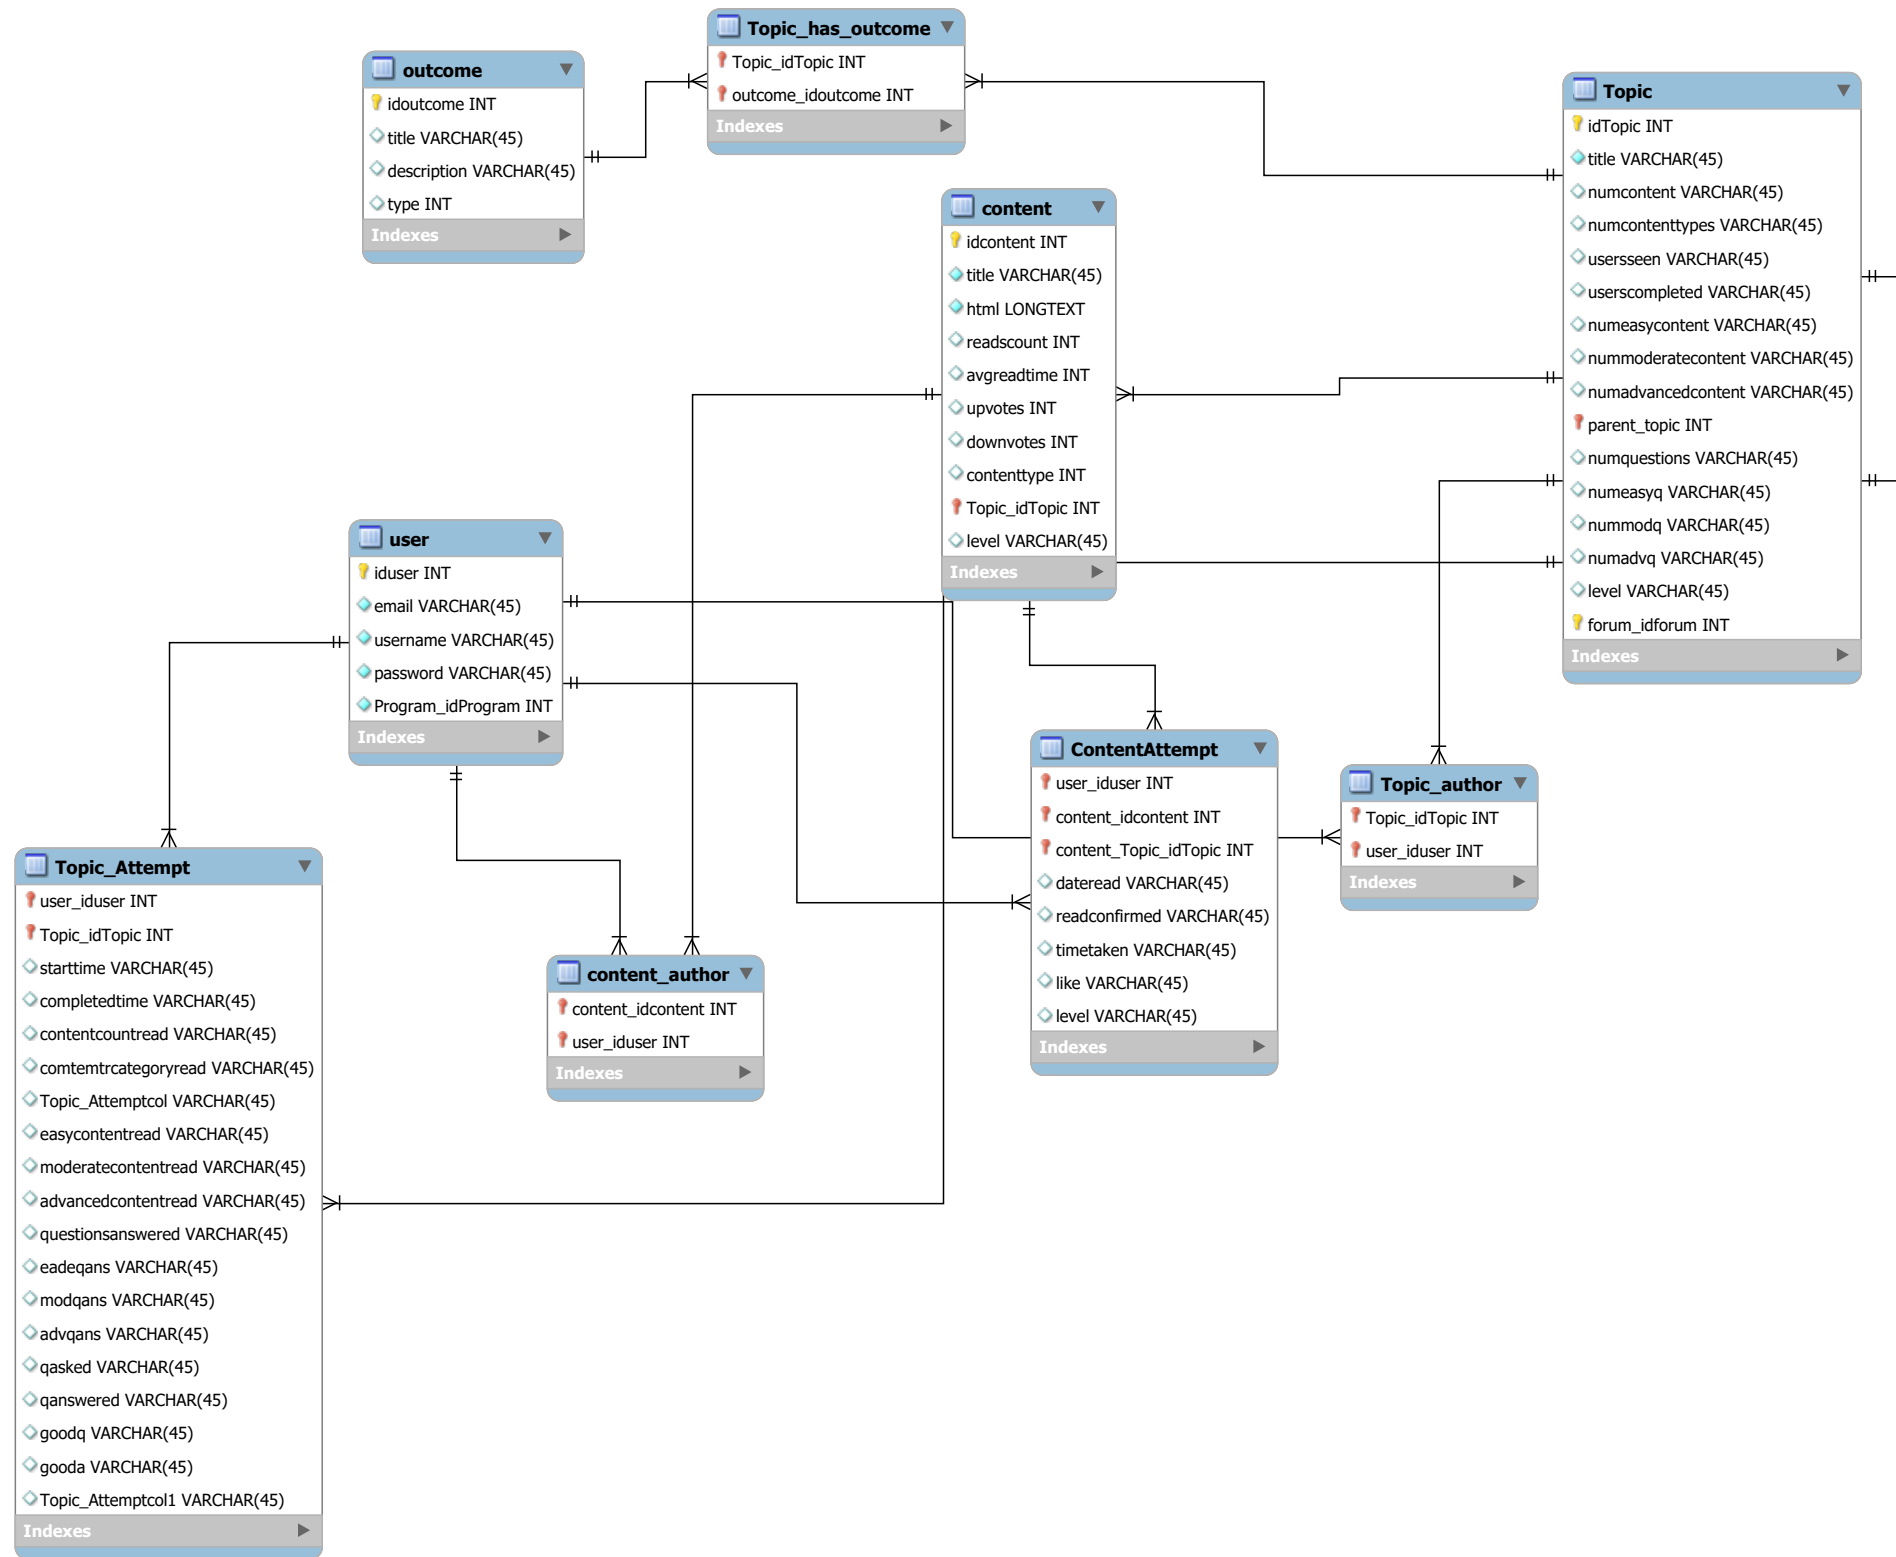 Topic_has_outcome
Topic_idTopic INT
outcome_idoutcome INT
Indexes
outcome
idoutcome INT
title VARCHAR(45)
description VARCHAR(45)
type INT
Indexes
Topic
idTopic INT
title VARCHAR(45)
numcontent VARCHAR(45)
numcontenttypes VARCHAR(45)
usersseen VARCHAR(45)
userscompleted VARCHAR(45)
numeasycontent VARCHAR(45)
nummoderatecontent VARCHAR(45)
numadvancedcontent VARCHAR(45)
parent_topic INT
numquestions VARCHAR(45)
numeasyq VARCHAR(45)
nummodq VARCHAR(45)
numadvq VARCHAR(45)
level VARCHAR(45)
forum_idforum INT
Indexes
content
idcontent INT
title VARCHAR(45)
html LONGTEXT
readscount INT
avgreadtime INT
upvotes INT
downvotes INT
contenttype INT
Topic_idTopic INT
level VARCHAR(45)
Indexes
user
iduser INT
email VARCHAR(45)
username VARCHAR(45)
password VARCHAR(45)
Program_idProgram INT
Indexes
ContentAttempt
user_iduser INT
content_idcontent INT
content_Topic_idTopic INT
dateread VARCHAR(45)
readconfirmed VARCHAR(45)
timetaken VARCHAR(45)
like VARCHAR(45)
level VARCHAR(45)
Indexes
Topic_author
Topic_idTopic INT
user_iduser INT
Indexes
Topic_Attempt
user_iduser INT
Topic_idTopic INT
starttime VARCHAR(45)
completedtime VARCHAR(45)
contentcountread VARCHAR(45)
comtemtrcategoryread VARCHAR(45)
Topic_Attemptcol VARCHAR(45)
easycontentread VARCHAR(45)
moderatecontentread VARCHAR(45)
advancedcontentread VARCHAR(45)
questionsanswered VARCHAR(45)
eadeqans VARCHAR(45)
modqans VARCHAR(45)
advqans VARCHAR(45)
qasked VARCHAR(45)
qanswered VARCHAR(45)
goodq VARCHAR(45)
gooda VARCHAR(45)
Topic_Attemptcol1 VARCHAR(45)
Indexes
content_author
content_idcontent INT
user_iduser INT
Indexes